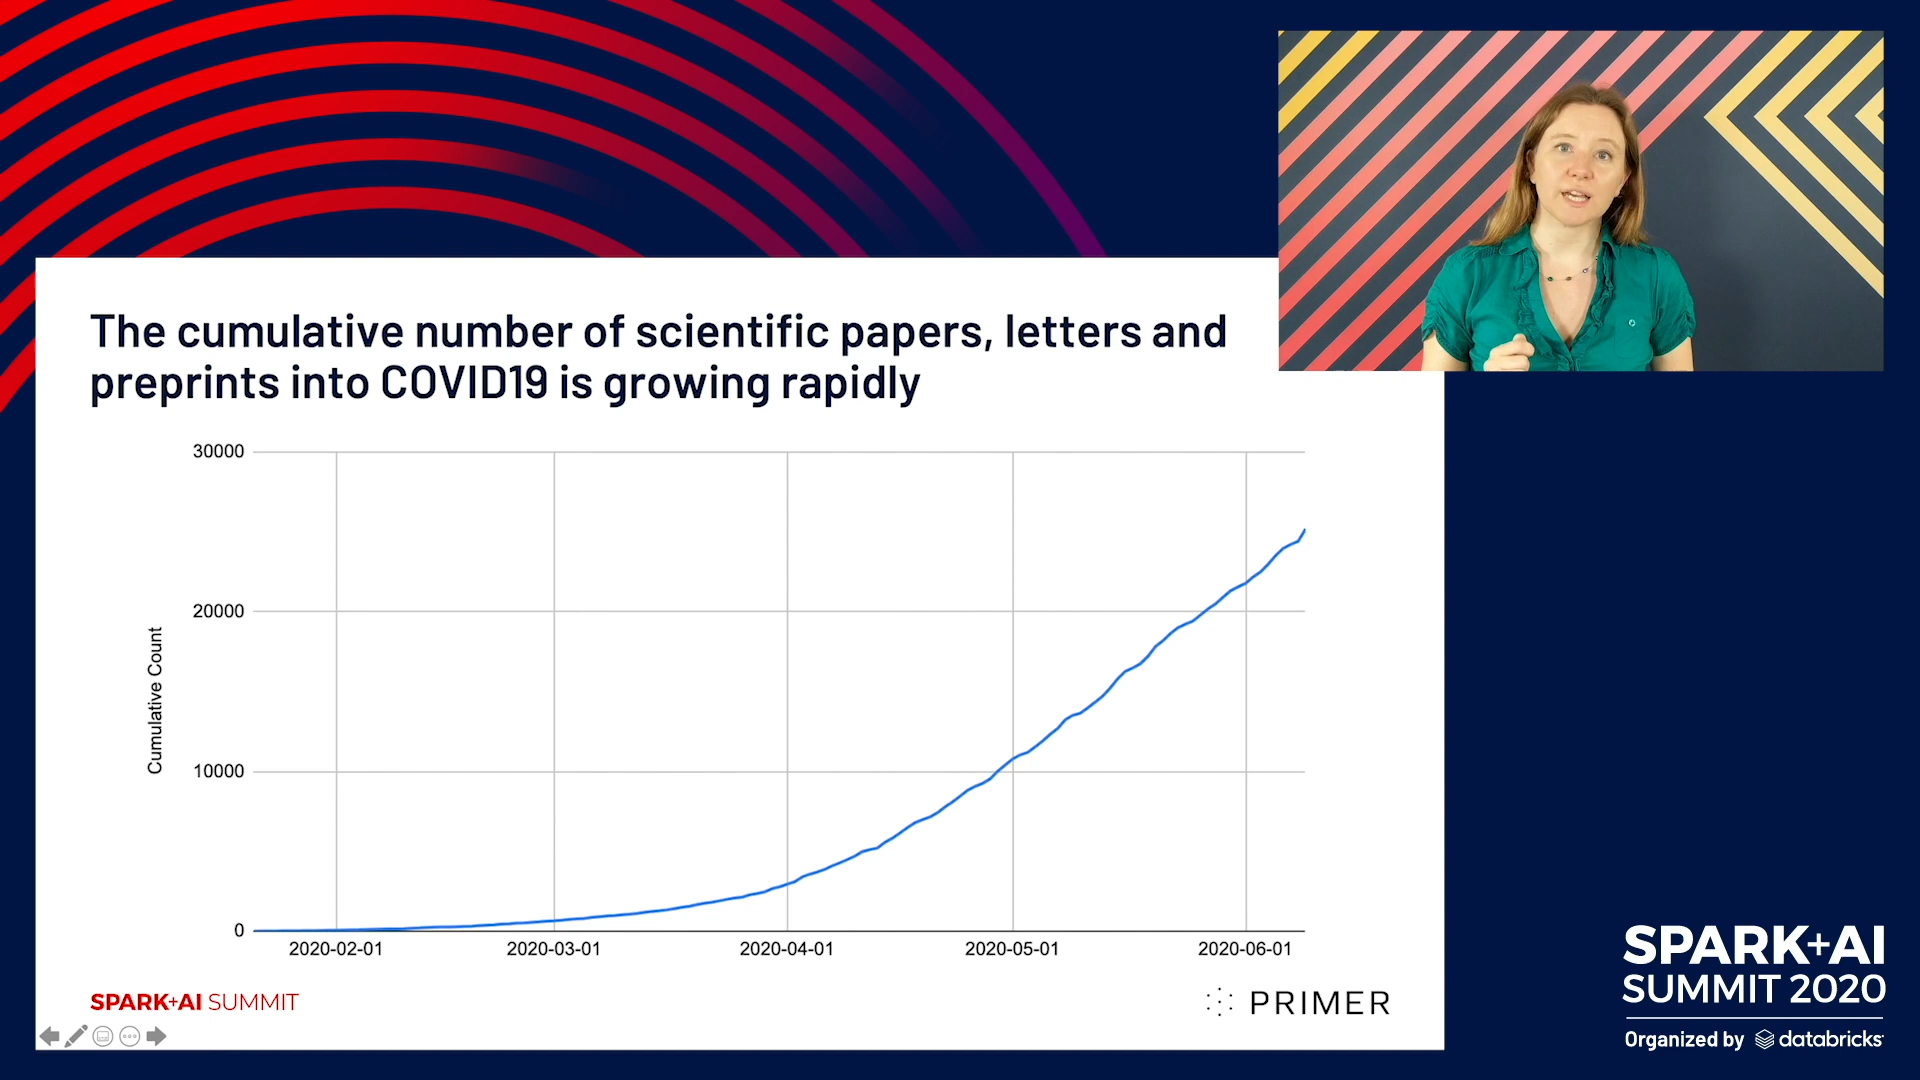 The cumulative number of scientific papers, letters and
preprints into COVID19 is growing rapidly
30000
20000
10000
0
Cumulative Count
2020-02-01 2020-03-01 2020-04-01 2020-05-01 2020-06-01
SPARK+AI SUMMIT
PRIMER
SPARK+AI
SUMMIT 2020
Organized by databricks